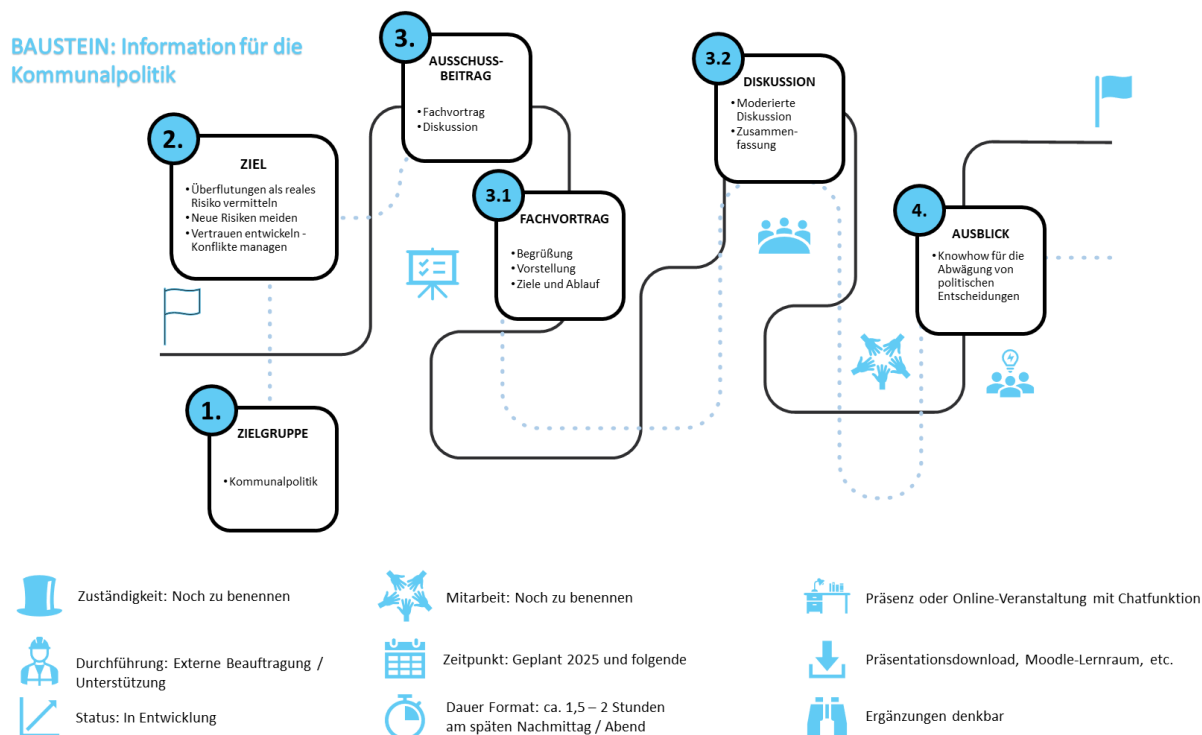 BAUSTEIN: Information für die
Kommunalpolitik
1.
ZIELGRUPPE
• Kommunalpolitik
2.
ZIEL
• Überflutungen als reales
Risiko vermitteln
• Neue Risiken meiden
• Vertrauen entwickeln -
Konflikte managen
3.
AUSSCHUSS-
BEITRAG
• Fachvortrag
• Diskussion
3.1
FACHVORTRAG
• Begrüßung
• Vorstellung
• Ziele und Ablauf
3.2
DISKUSSION
• Moderierte
Diskussion
• Zusammen-
fassung
4.
AUSBLICK
• Knowhow für die
Abwägung von
politischen
Entscheidungen
Zuständigkeit: Noch zu benennen
Durchführung: Externe Beauftragung /
Unterstützung
Status: In Entwicklung
Mitarbeit: Noch zu benennen
Zeitpunkt: Geplant 2025 und folgende
Dauer Format: ca. 1,5 – 2 Stunden
am späten Nachmittag / Abend
Präsenz oder Online-Veranstaltung mit Chatfunktion
Präsentationsdownload, Moodle-Lernraum, etc.
Ergänzungen denkbar